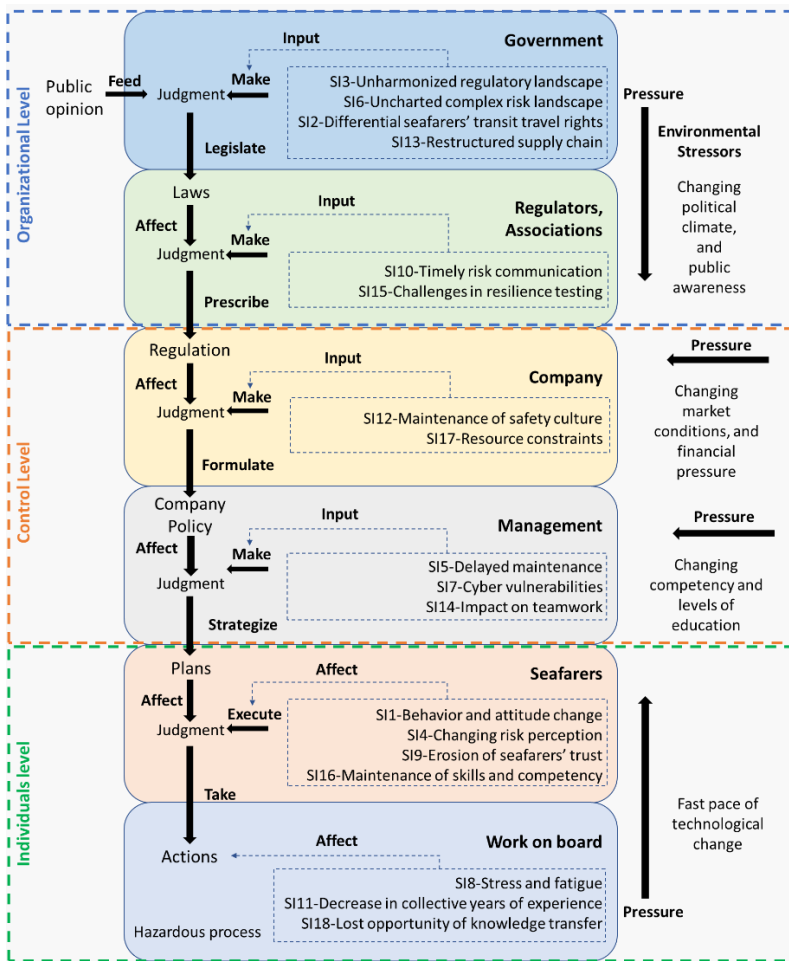 Organizational Level
Input
Government
Public
opinion
Feed
Judgment
Make
SI3-Unharmonized regulatory landscape
SI6-Uncharted complex risk landscape
SI2-Differential seafarers’ transit travel rights
SI13-Restructured supply chain
Pressure
Environmental
Stressors
Changing
political
climate,
and
public
awareness
Legislate
Laws
Input
Regulators,
Associations
Affect
Make
Judgment
SI10-Timely risk communication
SI15-Challenges in resilience testing
Prescribe
Control Level
Regulation
Input
Company
Affect
Make
Judgment
SI12-Maintenance of safety culture
SI17-Resource constraints
Pressure
Changing
market
conditions, and
financial
pressure
Formulate
Company
Policy
Input
Management
Affect
Make
Judgment
SI5-Delayed maintenance
SI7-Cyber vulnerabilities
SI14-Impact on teamwork
Pressure
Changing
competency and
levels of
education
Strategize
Individuals level
Plans
Affect
Seafarers
Affect
Execute
Judgment
SI1-Behavior and attitude change
SI4-Changing risk perception
SI9-Erosion of seafarers’ trust
SI16-Maintenance of skills and competency
Take
Fast pace of
technological
change
Actions
Affect
Work on board
SI8-Stress and fatigue
SI11-Decrease in collective years of experience
SI18-Lost opportunity of knowledge transfer
Pressure
Hazardous process